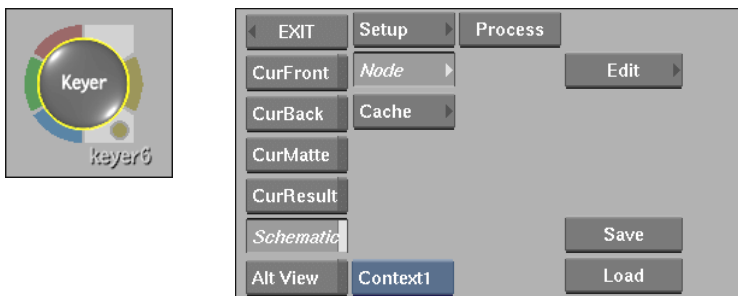 Keyer
keyer6
EXIT Setup Process
CurFront Node Edit
CurBack Cache
CurMatte
CurResult
Schematic Save
Alt View Context1 Load